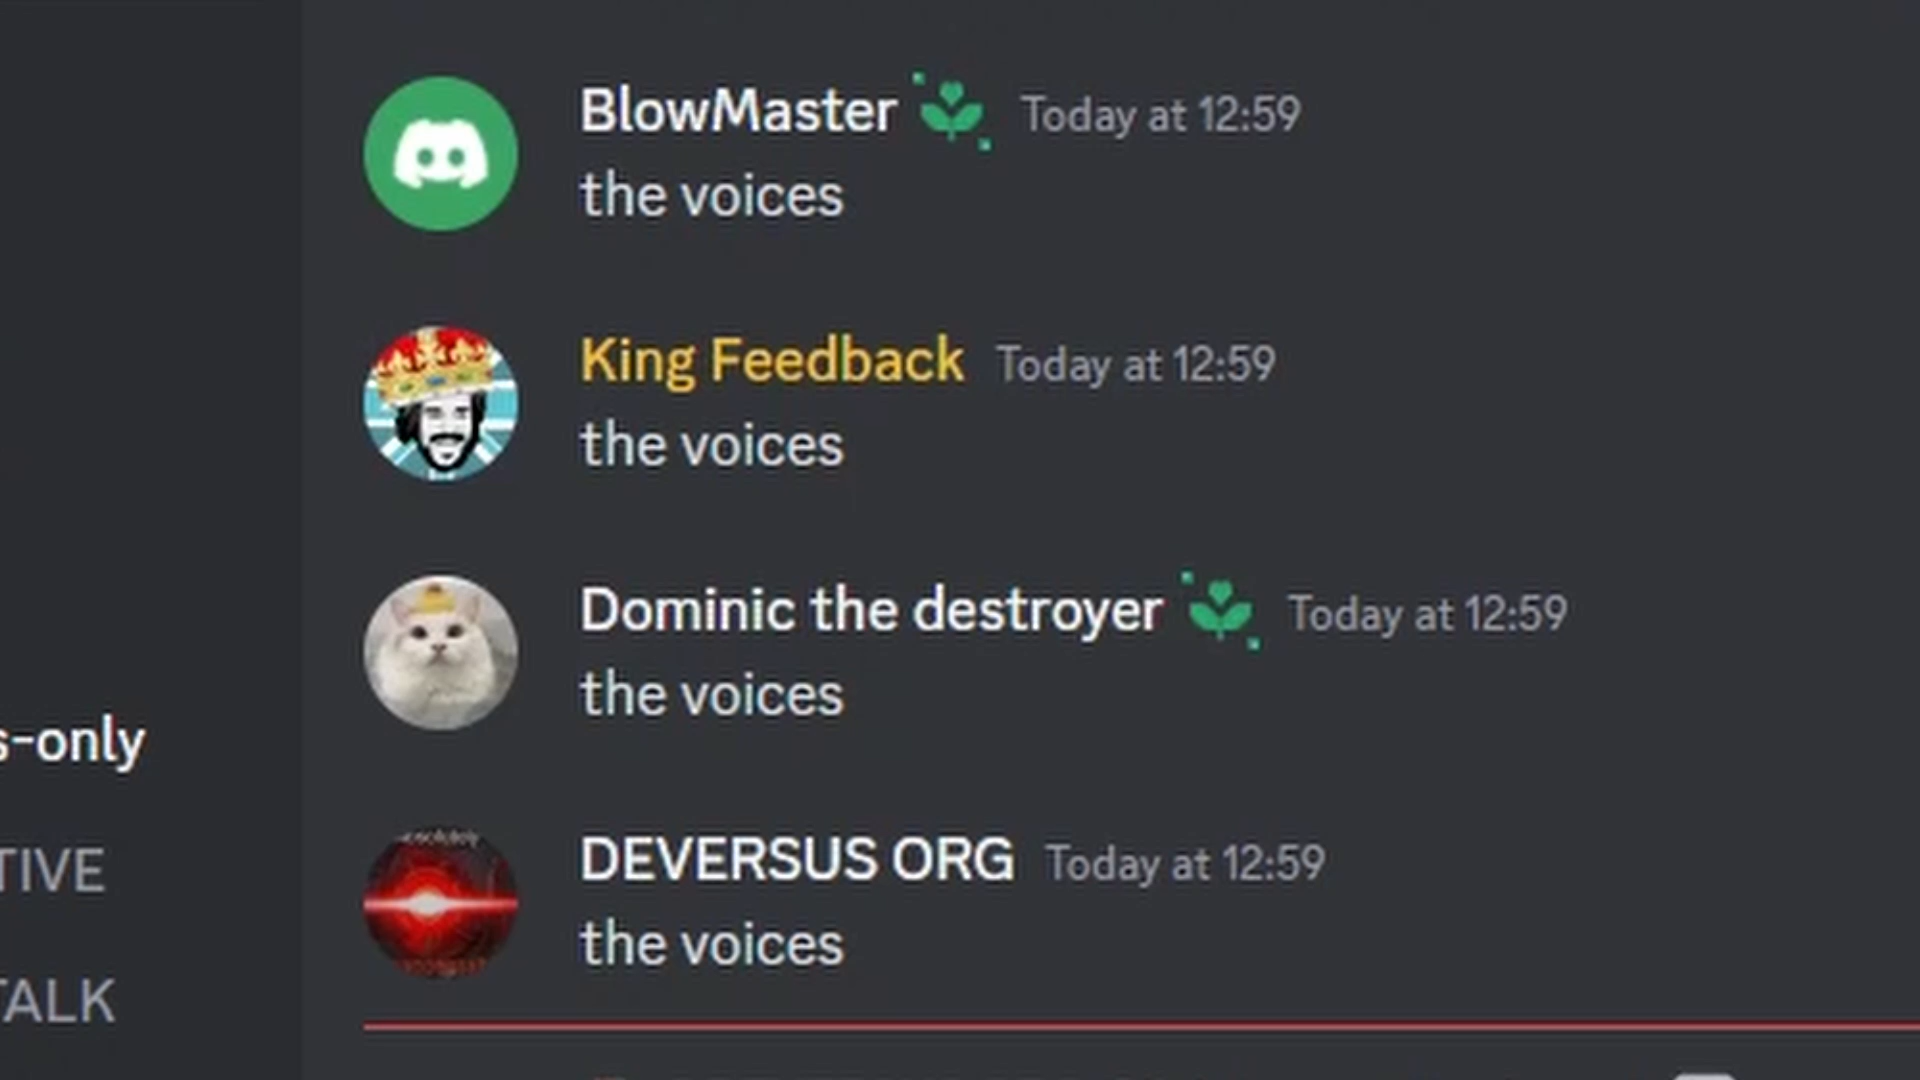 BlowMaster Today at 12:59
the voices
King Feedback Today at 12:59
the voices
Dominic the destroyer Today at 12:59
the voices
s-only
TIVE
DEVERSUS ORG Today at 12:59
the voices
TALK